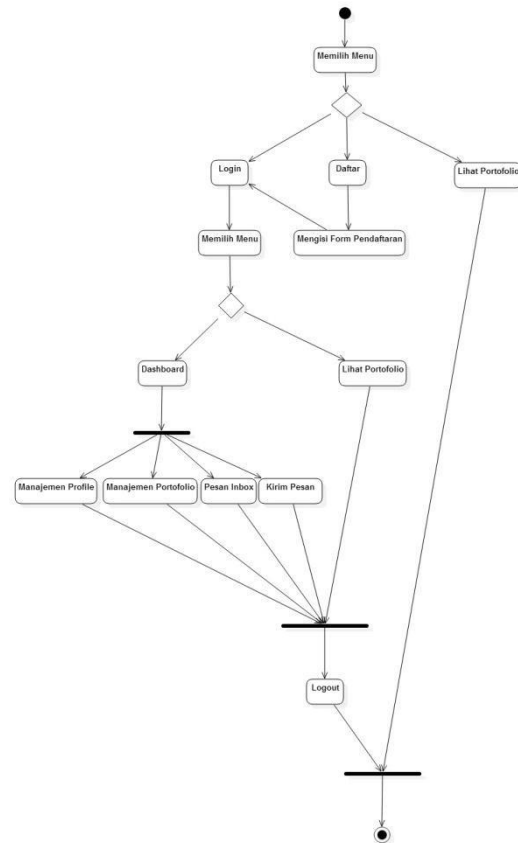 Memilih Menu
Login
Daftar
Lihat Portofolio
Memilih Menu
Mengisi Form Pendaftaran
Dashboard
Lihat Portofolio
Manajemen Profile
Manajemen Portofolio
Pesan Inbox
Kirim Pesan
Logout